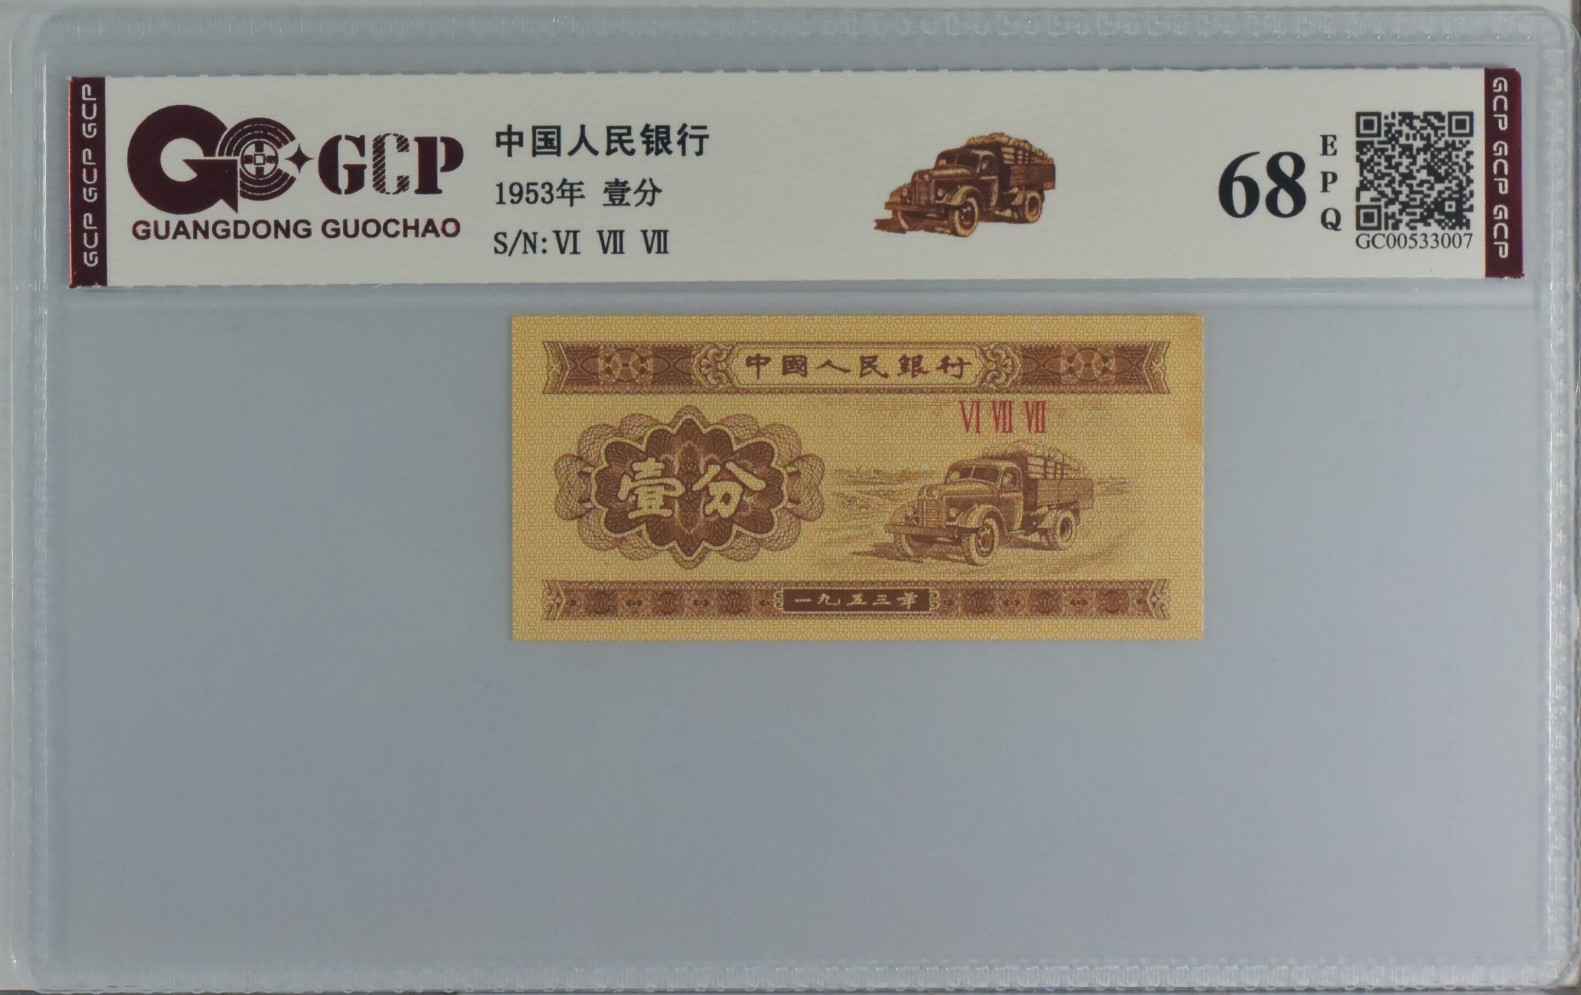 GCP GCP GCP
GCP
GUANGDONG GUOCHAO
中国人民银行
1953年 壹分
S/N: VI VII VII
68
EPQ
GC00533007
GCP GCP GCP
中國人民銀行
VI VII VII
壹分
一九五三年